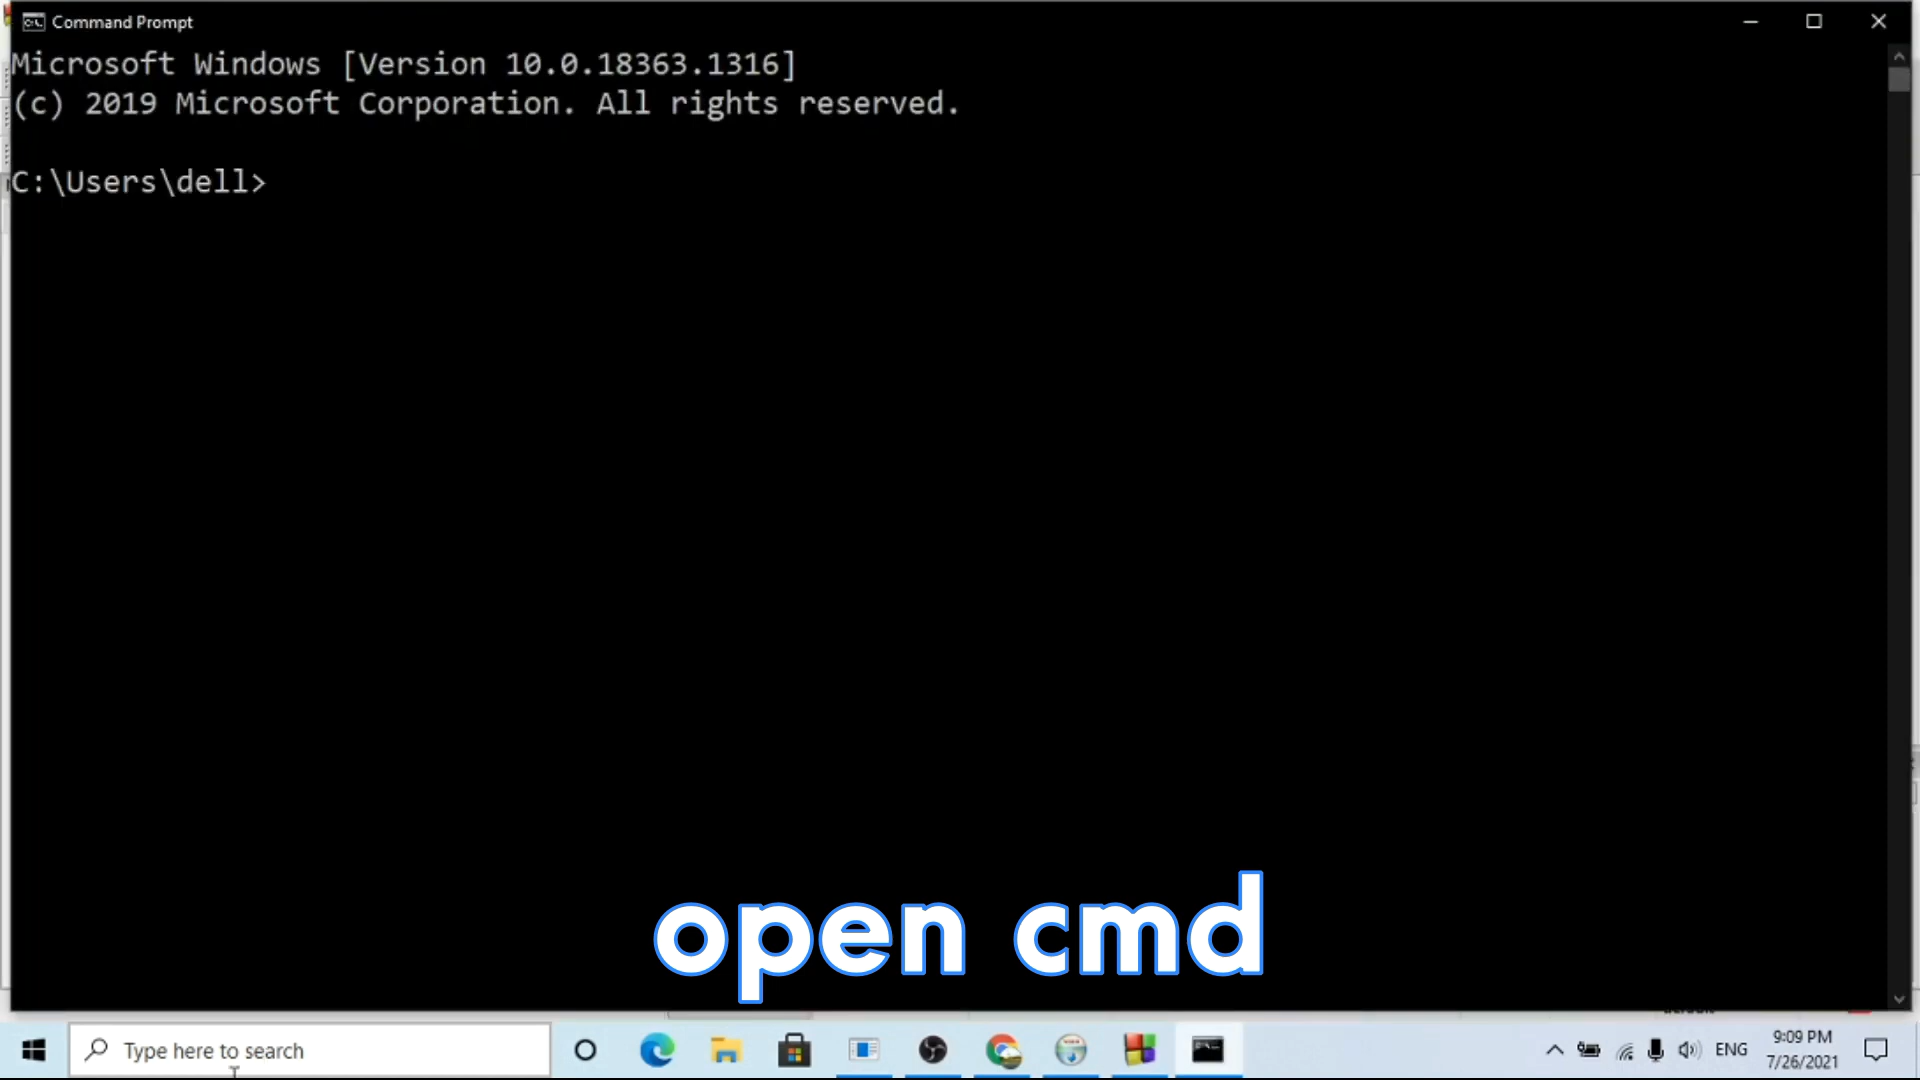 Command Prompt
Microsoft Windows [Version 10.0.18363.1316]
(c) 2019 Microsoft Corporation. All rights reserved.
C:\Users\dell>
open cmd
Type here to search
ENG
9:09 PM
7/26/2021